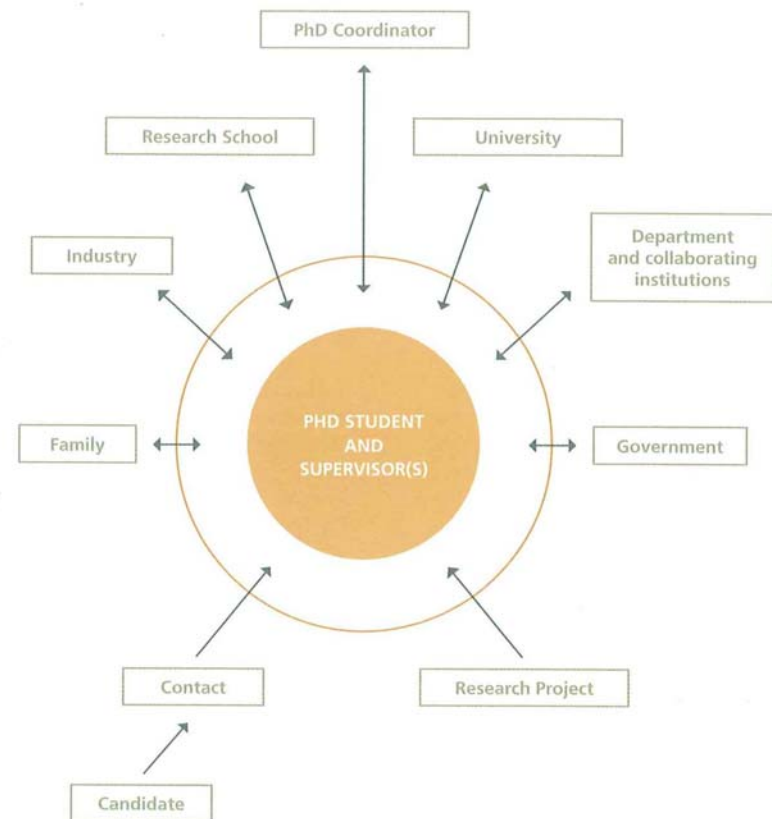 PhD Coordinator
Research School
University
Industry
Department
and collaborating
institutions
PHD STUDENT
AND
SUPERVISOR(S)
Family
Government
Contact
Research Project
Candidate